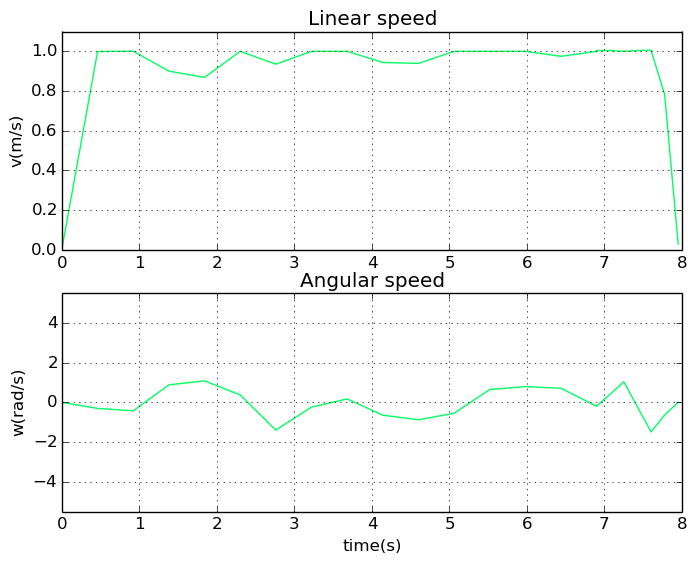 Linear speed
1.0
0.8
0.6
0.4
0.2
0.0
v(m/s)
0 1 2 3 4 5 6 7 8
Angular speed
4
2
0
−2
−4
w(rad/s)
0 1 2 3 4 5 6 7 8
time(s)